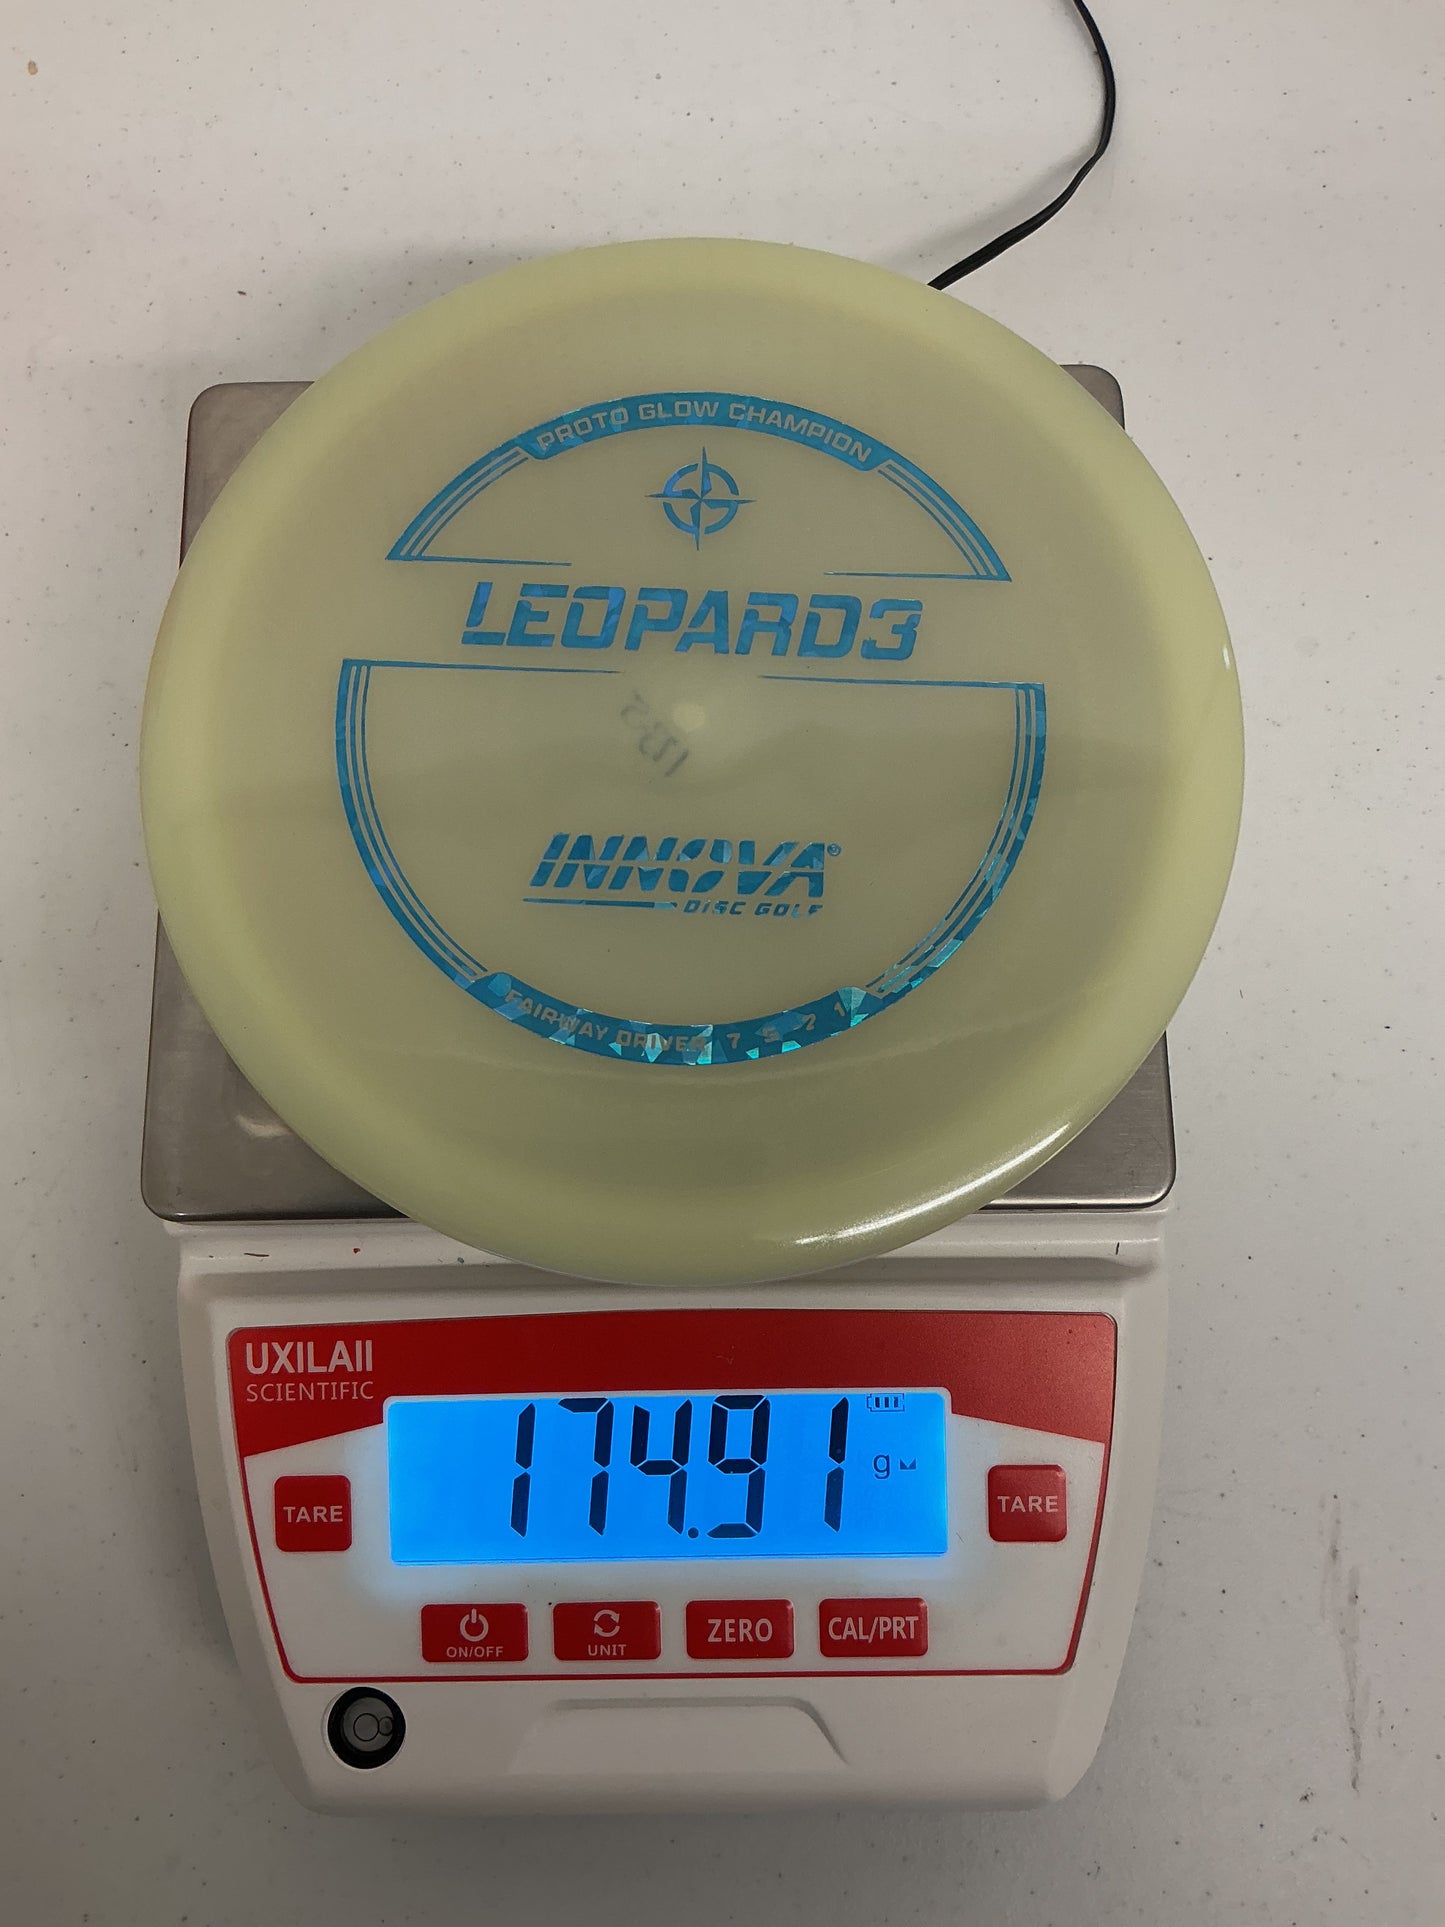 PROTO GLOW CHAMPION
LEOPARD3
INNOVA®
DISC GOLF
FAIRWAY DRIVER 7 5 -2 1
UXILAII
SCIENTIFIC
174.91 g
TARE
TARE
ON/OFF
UNIT
ZERO
CAL/PRT